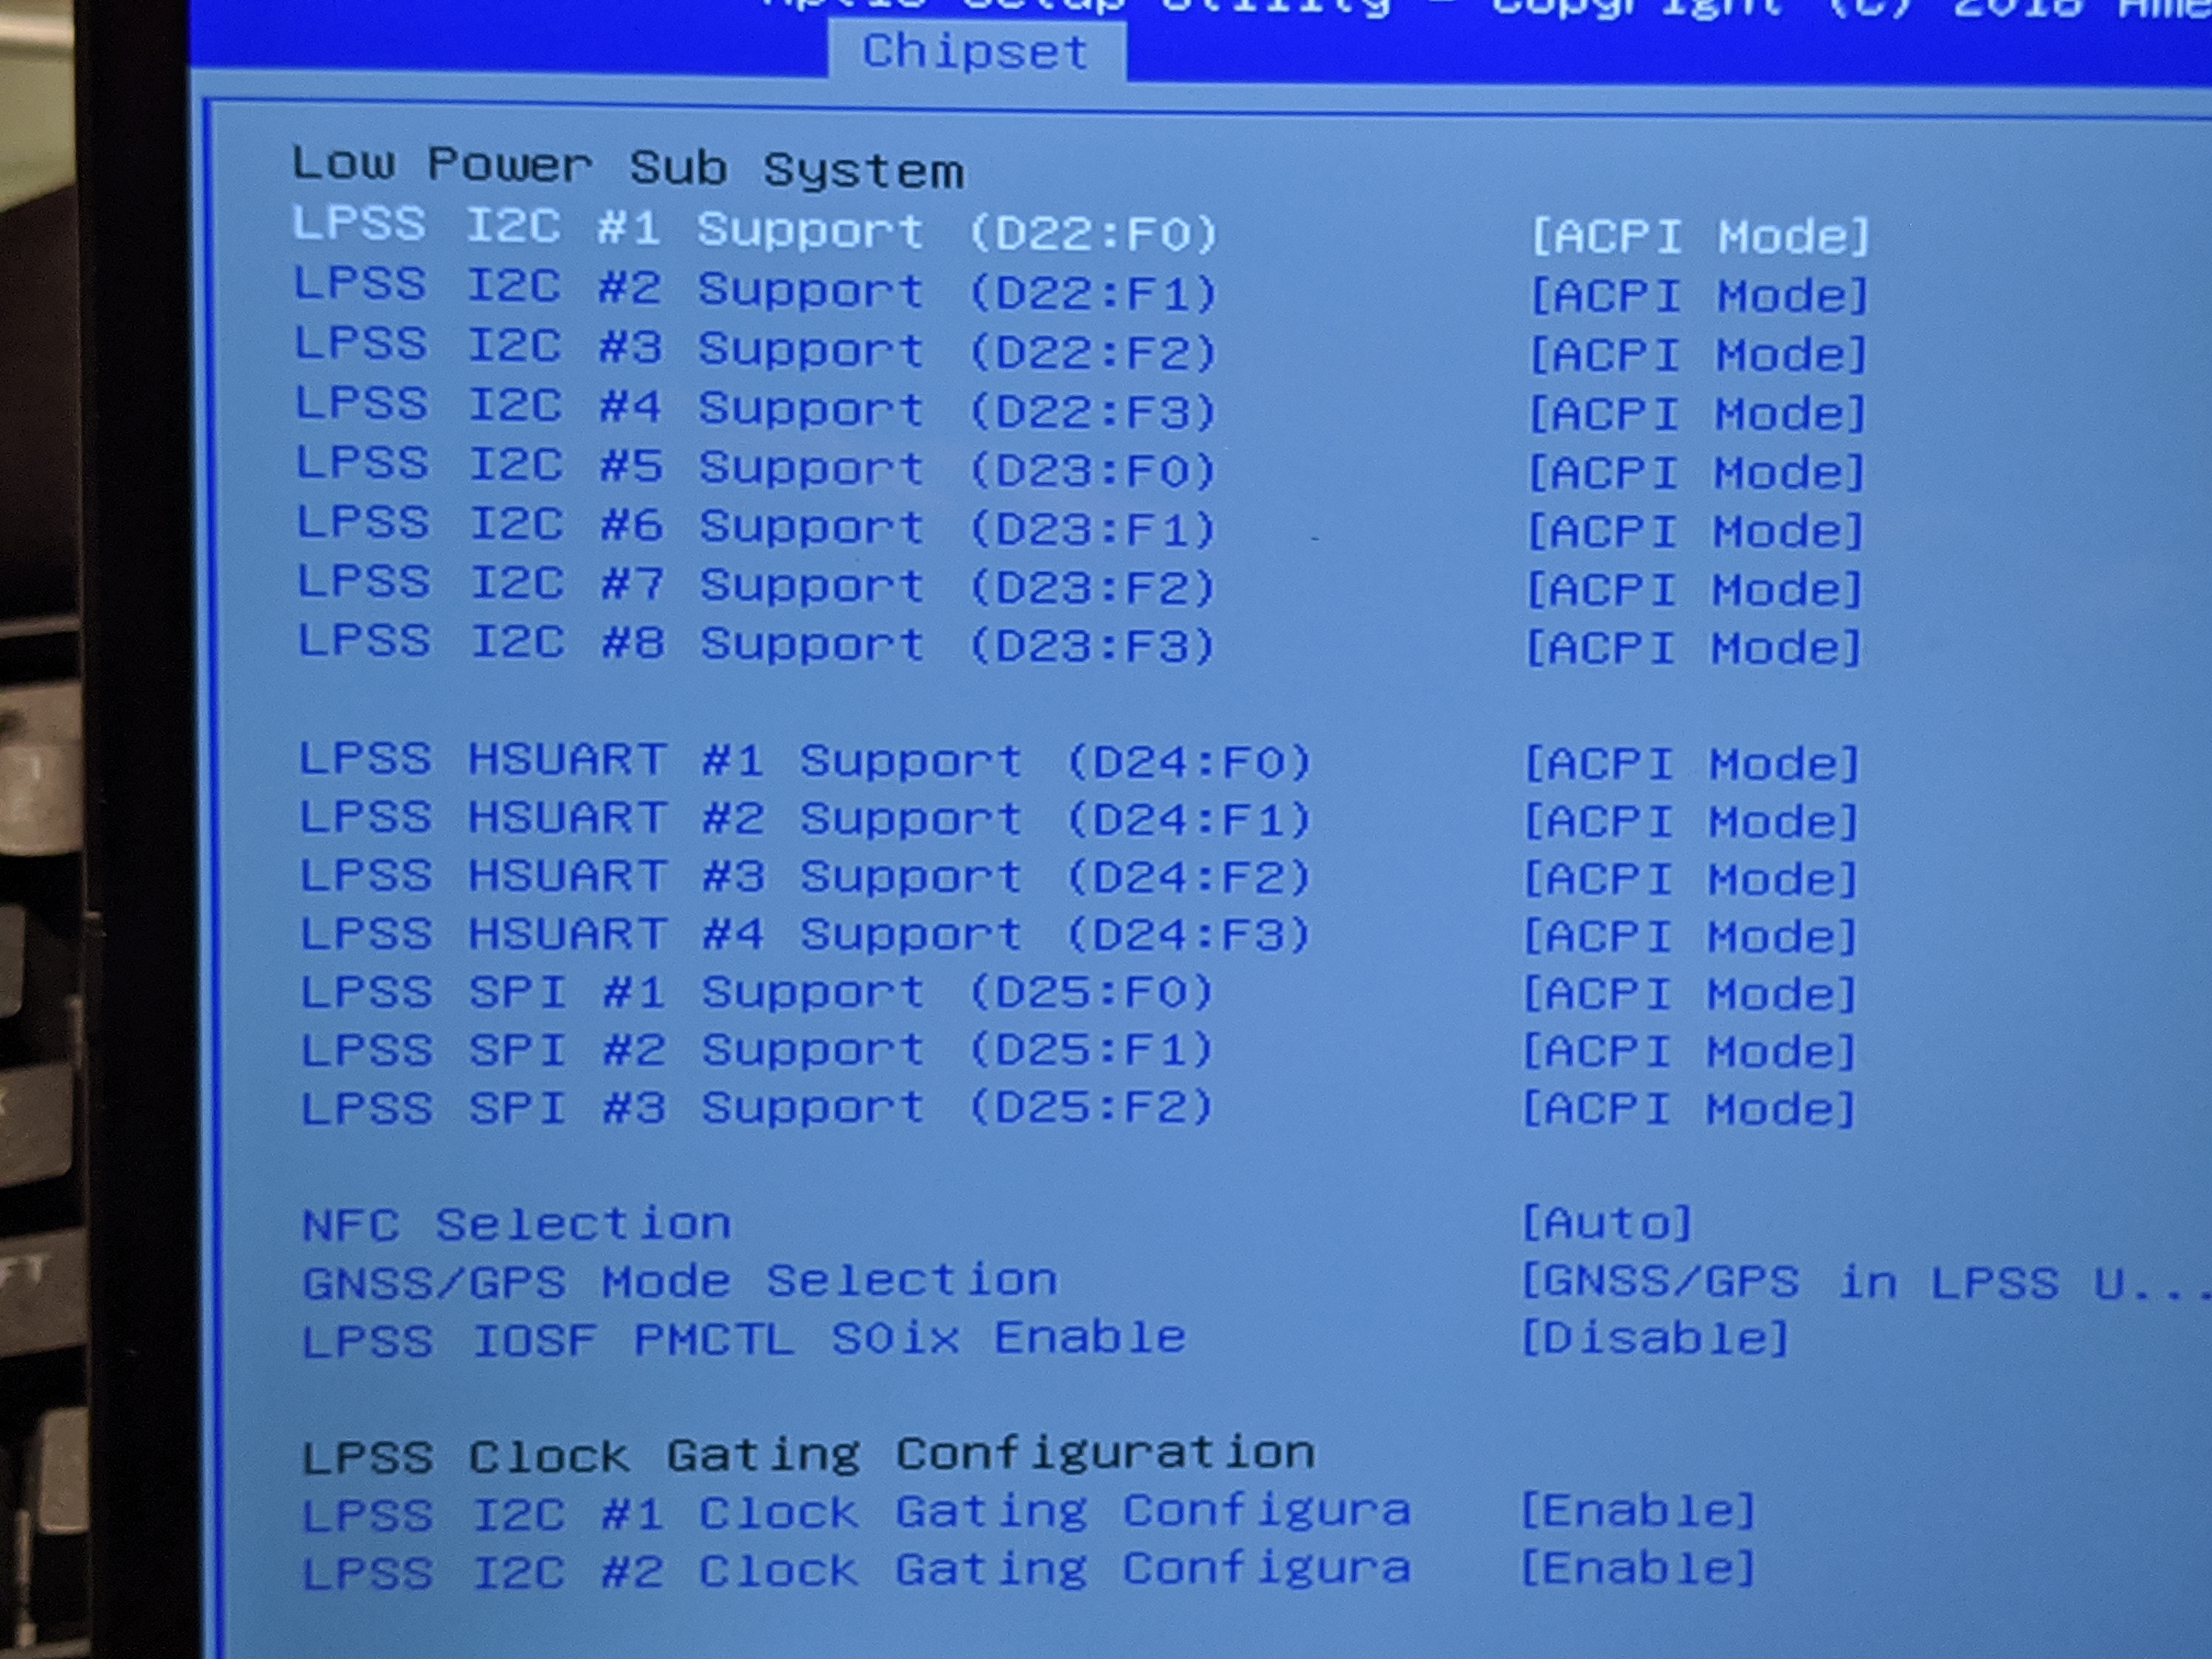 Aptio Setup Utility - Copyright (C) 2018 Ame
Chipset
Low Power Sub System
LPSS I2C #1 Support (D22:F0) [ACPI Mode]
LPSS I2C #2 Support (D22:F1) [ACPI Mode]
LPSS I2C #3 Support (D22:F2) [ACPI Mode]
LPSS I2C #4 Support (D22:F3) [ACPI Mode]
LPSS I2C #5 Support (D23:F0) [ACPI Mode]
LPSS I2C #6 Support (D23:F1) [ACPI Mode]
LPSS I2C #7 Support (D23:F2) [ACPI Mode]
LPSS I2C #8 Support (D23:F3) [ACPI Mode]
LPSS HSUART #1 Support (D24:F0) [ACPI Mode]
LPSS HSUART #2 Support (D24:F1) [ACPI Mode]
LPSS HSUART #3 Support (D24:F2) [ACPI Mode]
LPSS HSUART #4 Support (D24:F3) [ACPI Mode]
LPSS SPI #1 Support (D25:F0) [ACPI Mode]
LPSS SPI #2 Support (D25:F1) [ACPI Mode]
LPSS SPI #3 Support (D25:F2) [ACPI Mode]
NFC Selection [Auto]
GNSS/GPS Mode Selection [GNSS/GPS in LPSS U...
LPSS IOSF PMCTL S0ix Enable [Disable]
LPSS Clock Gating Configuration
LPSS I2C #1 Clock Gating Configura [Enable]
LPSS I2C #2 Clock Gating Configura [Enable]